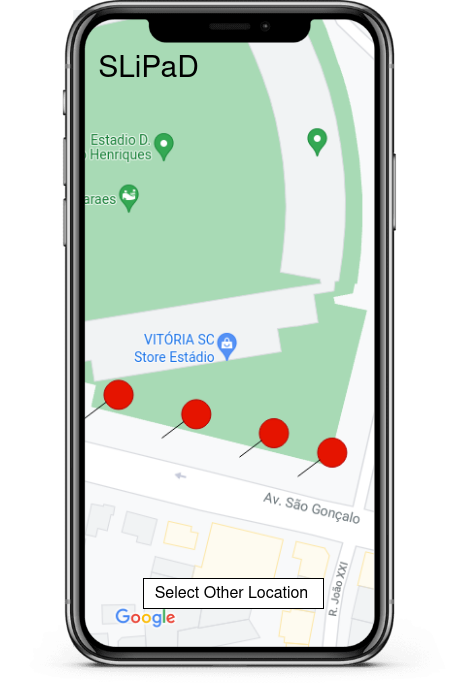 SLiPaD
Estadio D.
Henriques
araes
VITÓRIA SC
Store Estádio
Av. São Gonçalo
R. João XXI
Select Other Location
Google